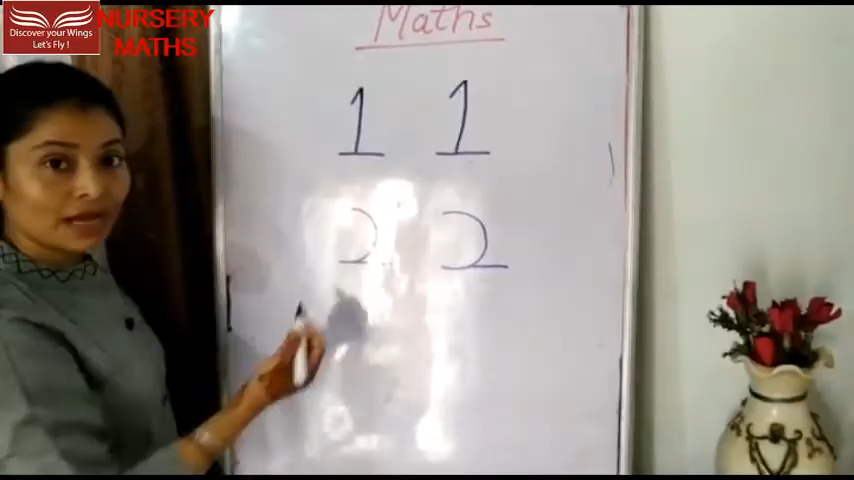 Discover your Wings
Let's Fly !
NURSERY
MATHS
Maths
1 1
2 2